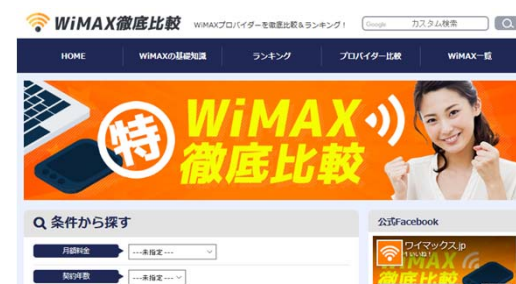 WiMAX徹底比較 WiMAXプロバイダーを徹底比較&ランキング！ Google カスタム検索
HOME WiMAXの基礎知識 ランキング プロバイダー比較 WiMAX一覧
特 WiMAX
徹底比較
条件から探す
公式Facebook
月額料金 ---未指定---
ワイマックス.jp
いいね!
WiMAX
契約年数 ---未指定---
徹底比較